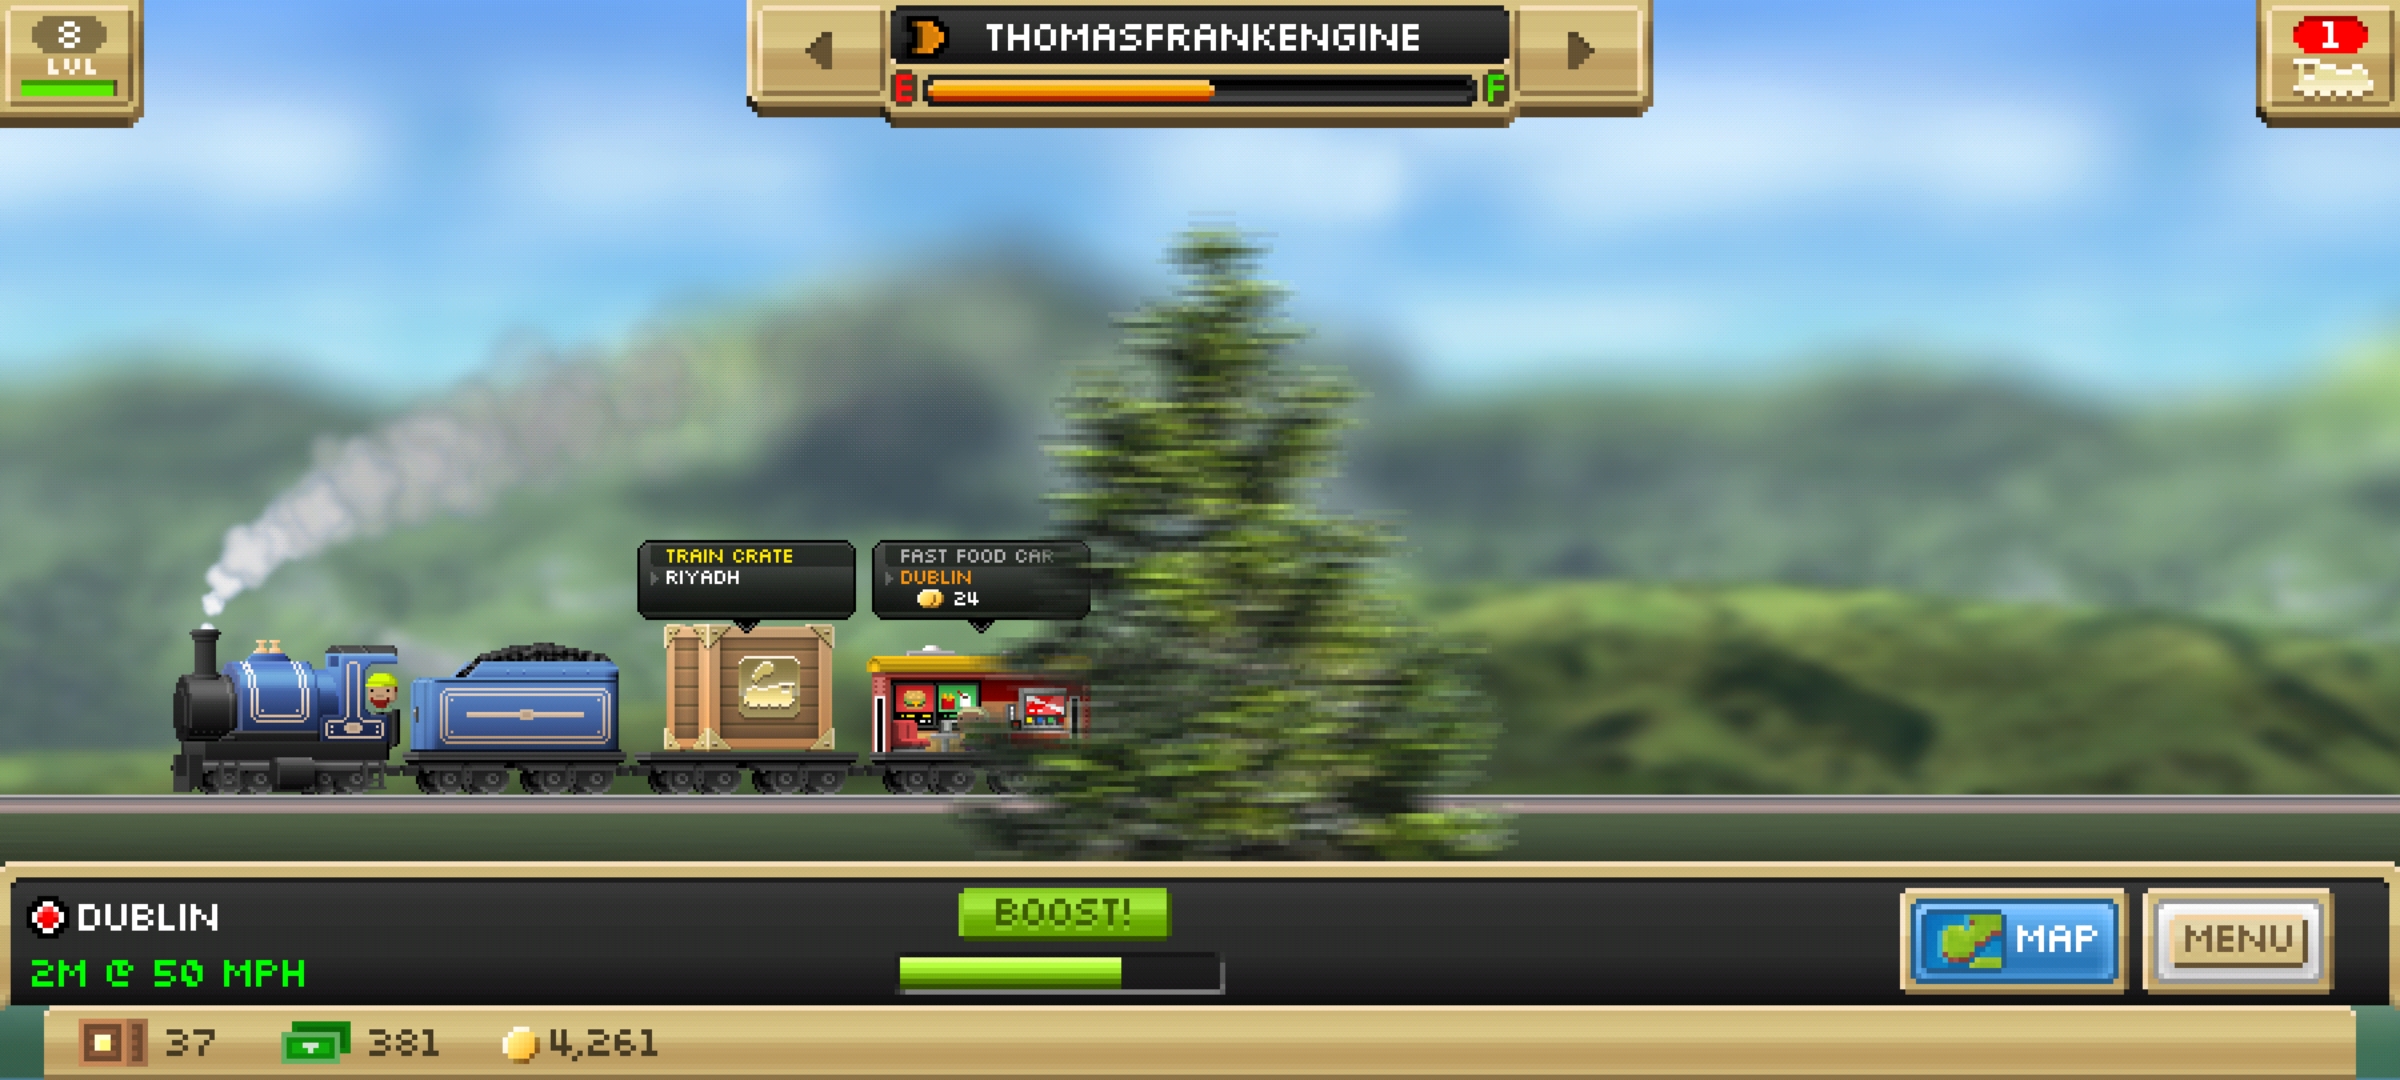 8
LVL
THOMASFRANKENGINE
E F
1
TRAIN CRATE
RIYADH
FAST FOOD CAR
DUBLIN
24
DUBLIN
2M @ 50 MPH
BOOST!
MAP
MENU
37 381 4,261